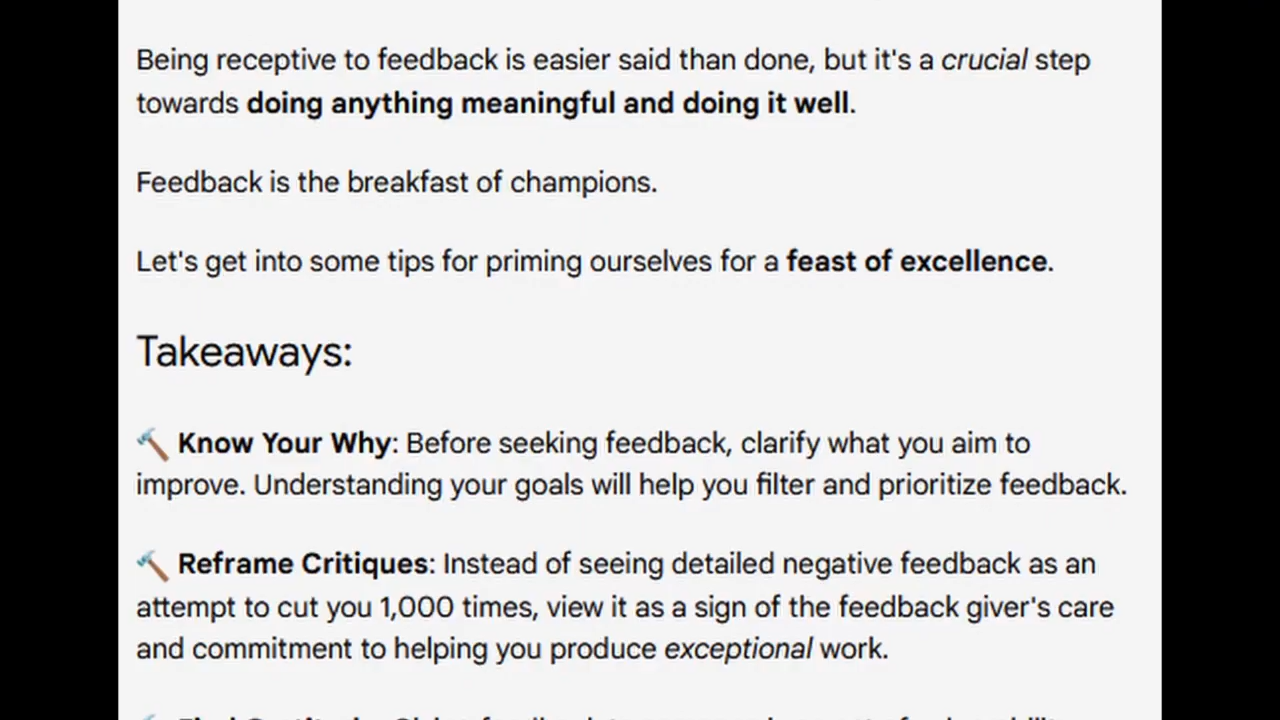 Being receptive to feedback is easier said than done, but it's a crucial step
towards doing anything meaningful and doing it well.
Feedback is the breakfast of champions.
Let's get into some tips for priming ourselves for a feast of excellence.
Takeaways:
🔨 Know Your Why: Before seeking feedback, clarify what you aim to
improve. Understanding your goals will help you filter and prioritize feedback.
🔨 Reframe Critiques: Instead of seeing detailed negative feedback as an
attempt to cut you 1,000 times, view it as a sign of the feedback giver's care
and commitment to helping you produce exceptional work.